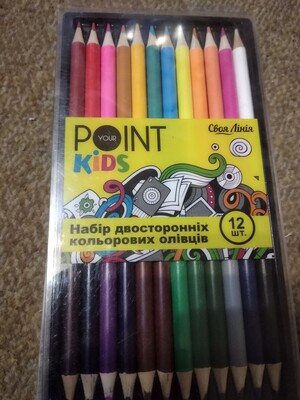 Своя Лінія
POINT
YOUR
KiDS
Набір двосторонніх
кольорових олівців
12
шт.